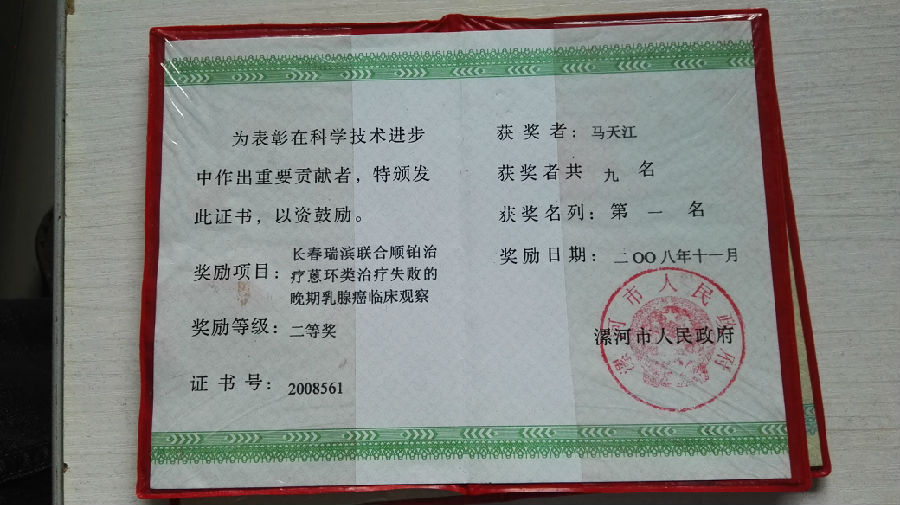 为表彰在科学技术进步
中作出重要贡献者，特颁发
此证书，以资鼓励。
奖励项目：长春瑞滨联合顺铂治
疗蒽环类治疗失败的
晚期乳腺癌临床观察
奖励等级：二等奖
证书号：2008561
获奖者：马天江
获奖者共 九 名
获奖名列：第 一 名
奖励日期：二OO八年十一月
漯河市人民政府
漯河市人民政府